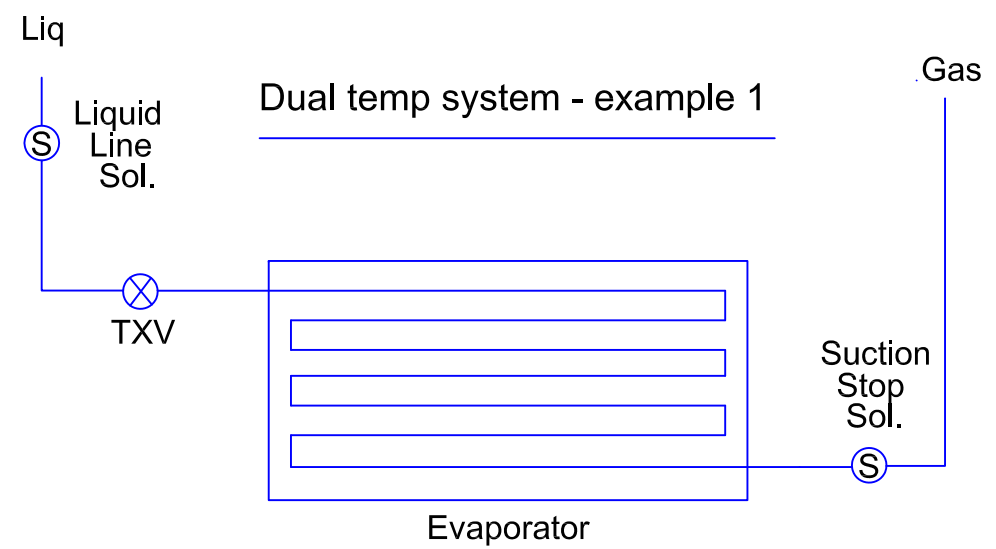 Liq
Gas
Dual temp system - example 1
Liquid
Line
Sol.
S
TXV
Suction
Stop
Sol.
S
Evaporator